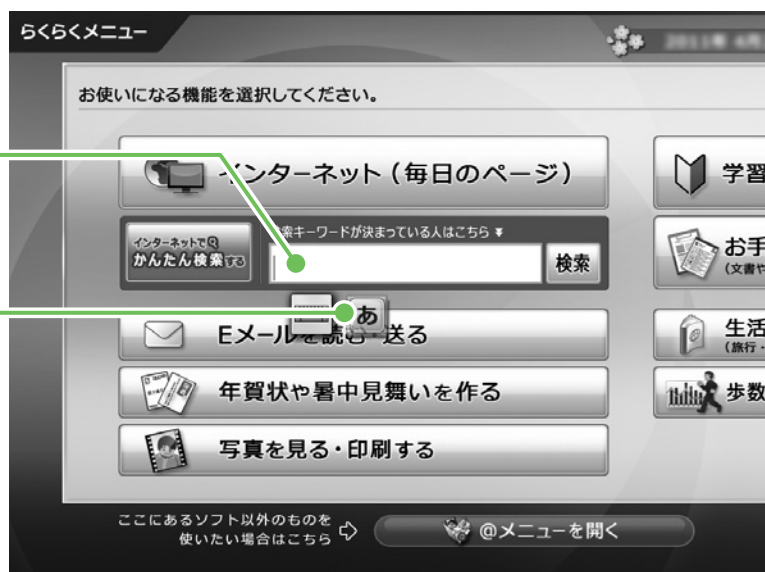 らくらくメニュー
お使いになる機能を選択してください。
インターネット（毎日のページ）
インターネットで
かんたん検索する
検索キーワードが決まっている人はこちら
検索
あ
Eメールを読む・送る
年賀状や暑中見舞いを作る
写真を見る・印刷する
学習
お手
（文書や
生活
（旅行・
歩数
ここにあるソフト以外のものを
使いたい場合はこちら
@メニューを開く